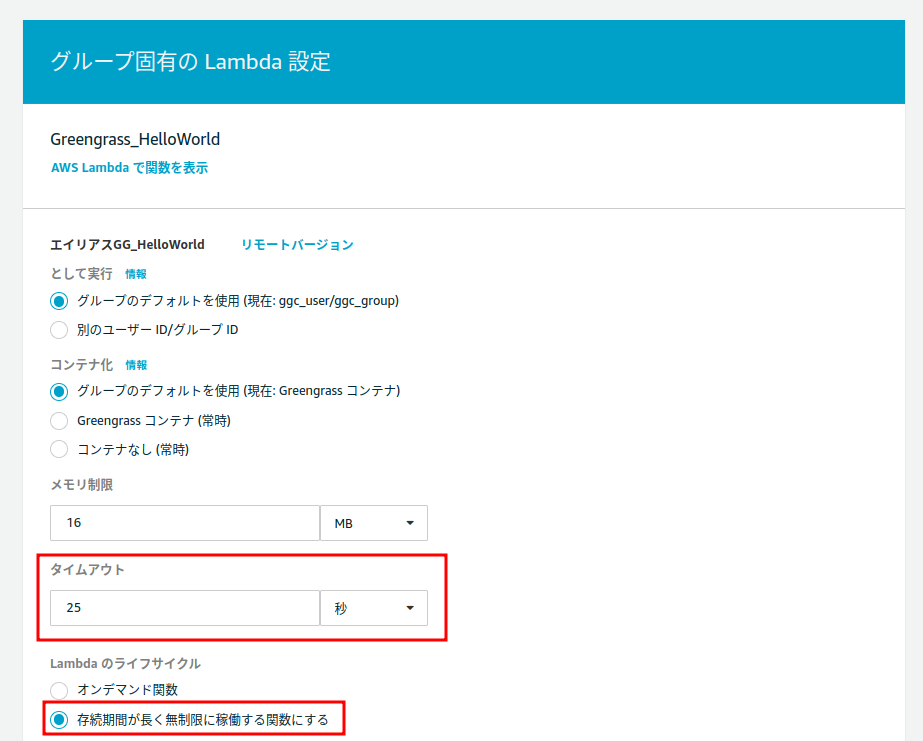 グループ固有の Lambda 設定
Greengrass_HelloWorld
AWS Lambda で関数を表示
エイリアスGG_HelloWorld リモートバージョン
として実行 情報
グループのデフォルトを使用 (現在: ggc_user/ggc_group)
別のユーザー ID/グループ ID
コンテナ化 情報
グループのデフォルトを使用 (現在: Greengrass コンテナ)
Greengrass コンテナ (常時)
コンテナなし (常時)
メモリ制限
16 MB
タイムアウト
25 秒
Lambda のライフサイクル
オンデマンド関数
存続期間が長く無制限に稼働する関数にする